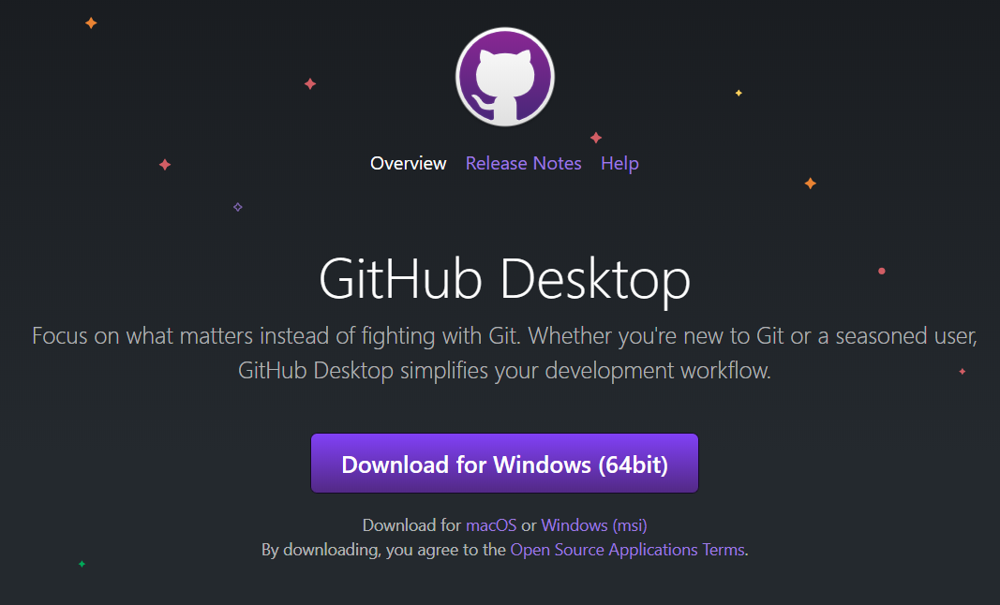 Overview Release Notes Help
GitHub Desktop
Focus on what matters instead of fighting with Git. Whether you're new to Git or a seasoned user,
GitHub Desktop simplifies your development workflow.
Download for Windows (64bit)
Download for macOS or Windows (msi)
By downloading, you agree to the Open Source Applications Terms.